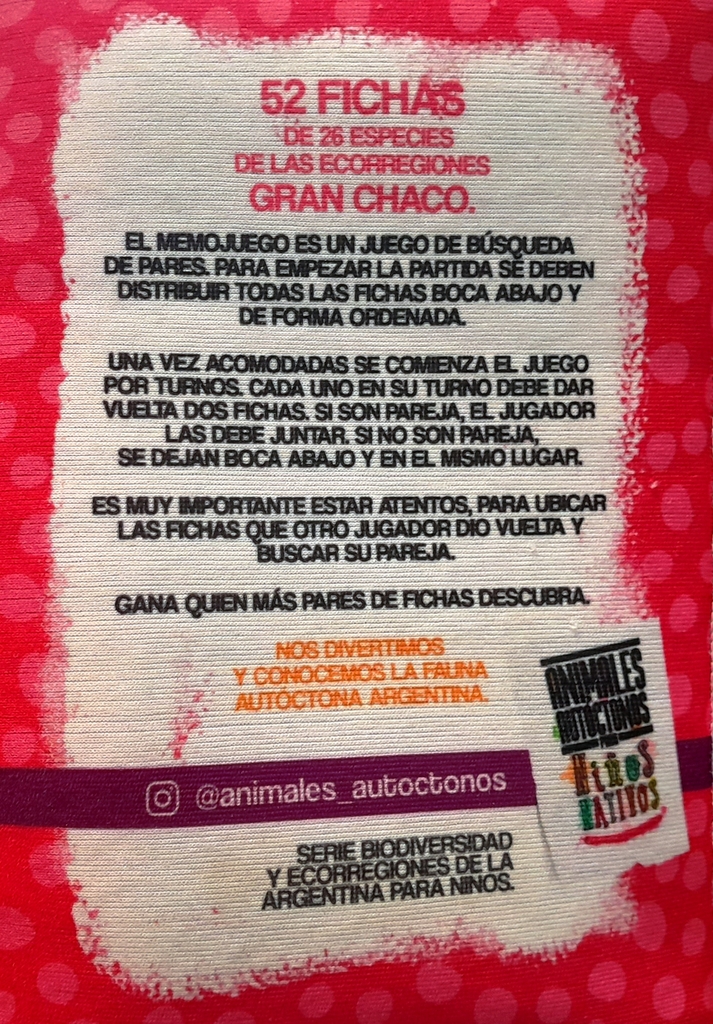 52 FICHAS
DE 26 ESPECIES
DE LAS ECORREGIONES
GRAN CHACO.
EL MEMOJUEGO ES UN JUEGO DE BÚSQUEDA
DE PARES. PARA EMPEZAR LA PARTIDA SE DEBEN
DISTRIBUIR TODAS LAS FICHAS BOCA ABAJO Y
DE FORMA ORDENADA.
UNA VEZ ACOMODADAS SE COMIENZA EL JUEGO
POR TURNOS. CADA UNO EN SU TURNO DEBE DAR
VUELTA DOS FICHAS. SI SON PAREJA, EL JUGADOR
LAS DEBE JUNTAR. SI NO SON PAREJA,
SE DEJAN BOCA ABAJO Y EN EL MISMO LUGAR.
ES MUY IMPORTANTE ESTAR ATENTOS, PARA UBICAR
LAS FICHAS QUE OTRO JUGADOR DIO VUELTA Y
BUSCAR SU PAREJA.
GANA QUIEN MÁS PARES DE FICHAS DESCUBRA.
NOS DIVERTIMOS
Y CONOCEMOS LA FAUNA
AUTÓCTONA ARGENTINA.
ANIMALES
AUTÓCTONOS
PARA
NIÑOS
NATIVOS
@animales_autoctonos
SERIE BIODIVERSIDAD
Y ECORREGIONES DE LA
ARGENTINA PARA NIÑOS.